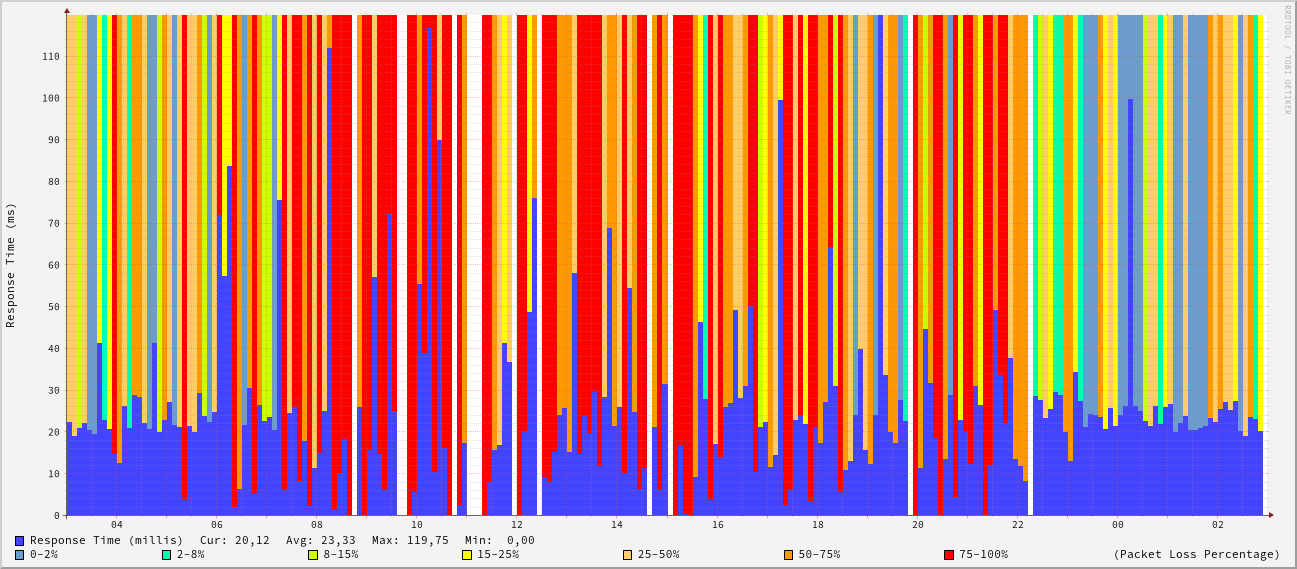 RRDTOOL / TOBI OETIKER
Response Time (ms)
110
100
90
80
70
60
50
40
30
20
10
0
04 06 08 10 12 14 16 18 20 22 00 02
Response Time (millis) Cur: 20,12 Avg: 23,33 Max: 119,75 Min: 0,00
0-2% 2-8% 8-15% 15-25% 25-50% 50-75% 75-100% (Packet Loss Percentage)